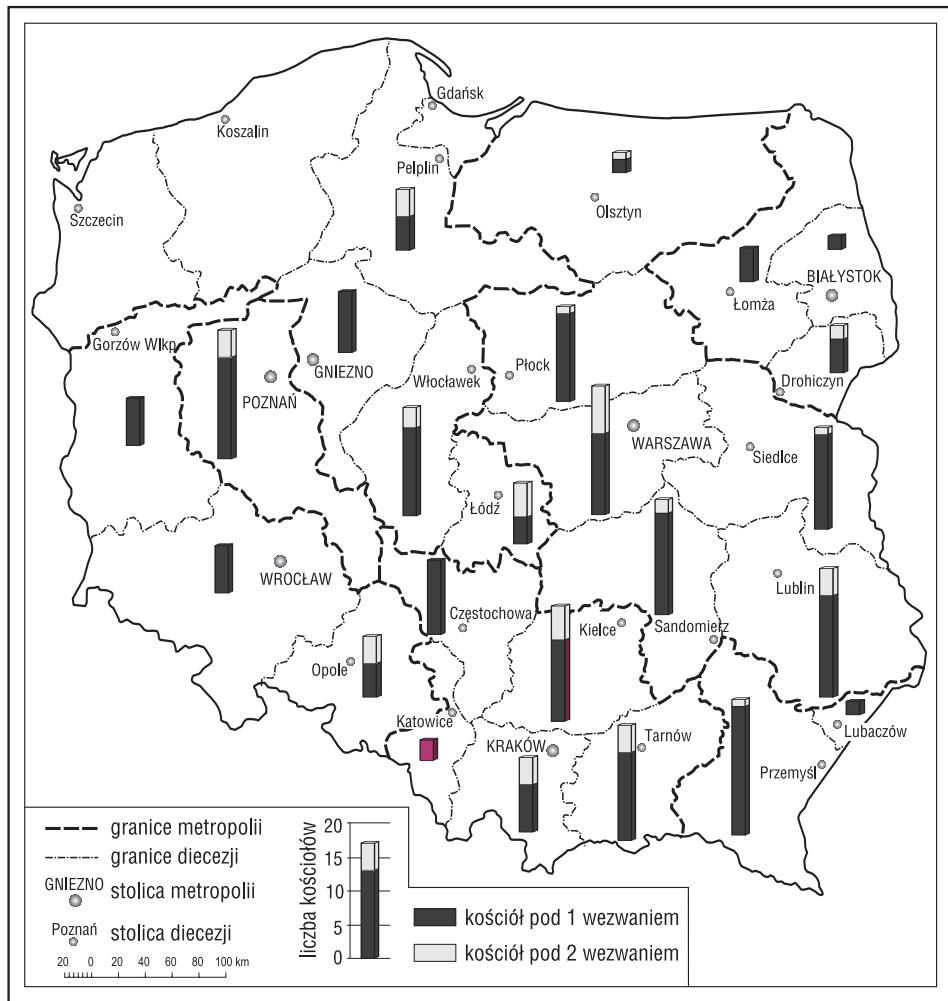 Gdańsk
Koszalin
Pelplin
Szczecin
Olsztyn
BIAŁYSTOK
Łomża
Gorzów Wlkp.
GNIEZNO
Włocławek
Płock
Drohiczyn
POZNAŃ
WARSZAWA
Siedlce
Łódź
WROCŁAW
Lublin
Częstochowa
Kielce
Sandomierz
Opole
Katowice
KRAKÓW
Tarnów
Lubaczów
Przemyśl
granice metropolii
granice diecezji
GNIEZNO
stolica metropolii
Poznań
stolica diecezji
20 0 20 40 60 80 100 km
liczba kościołów
20
15
10
5
0
kościół pod 1 wezwaniem
kościół pod 2 wezwaniem